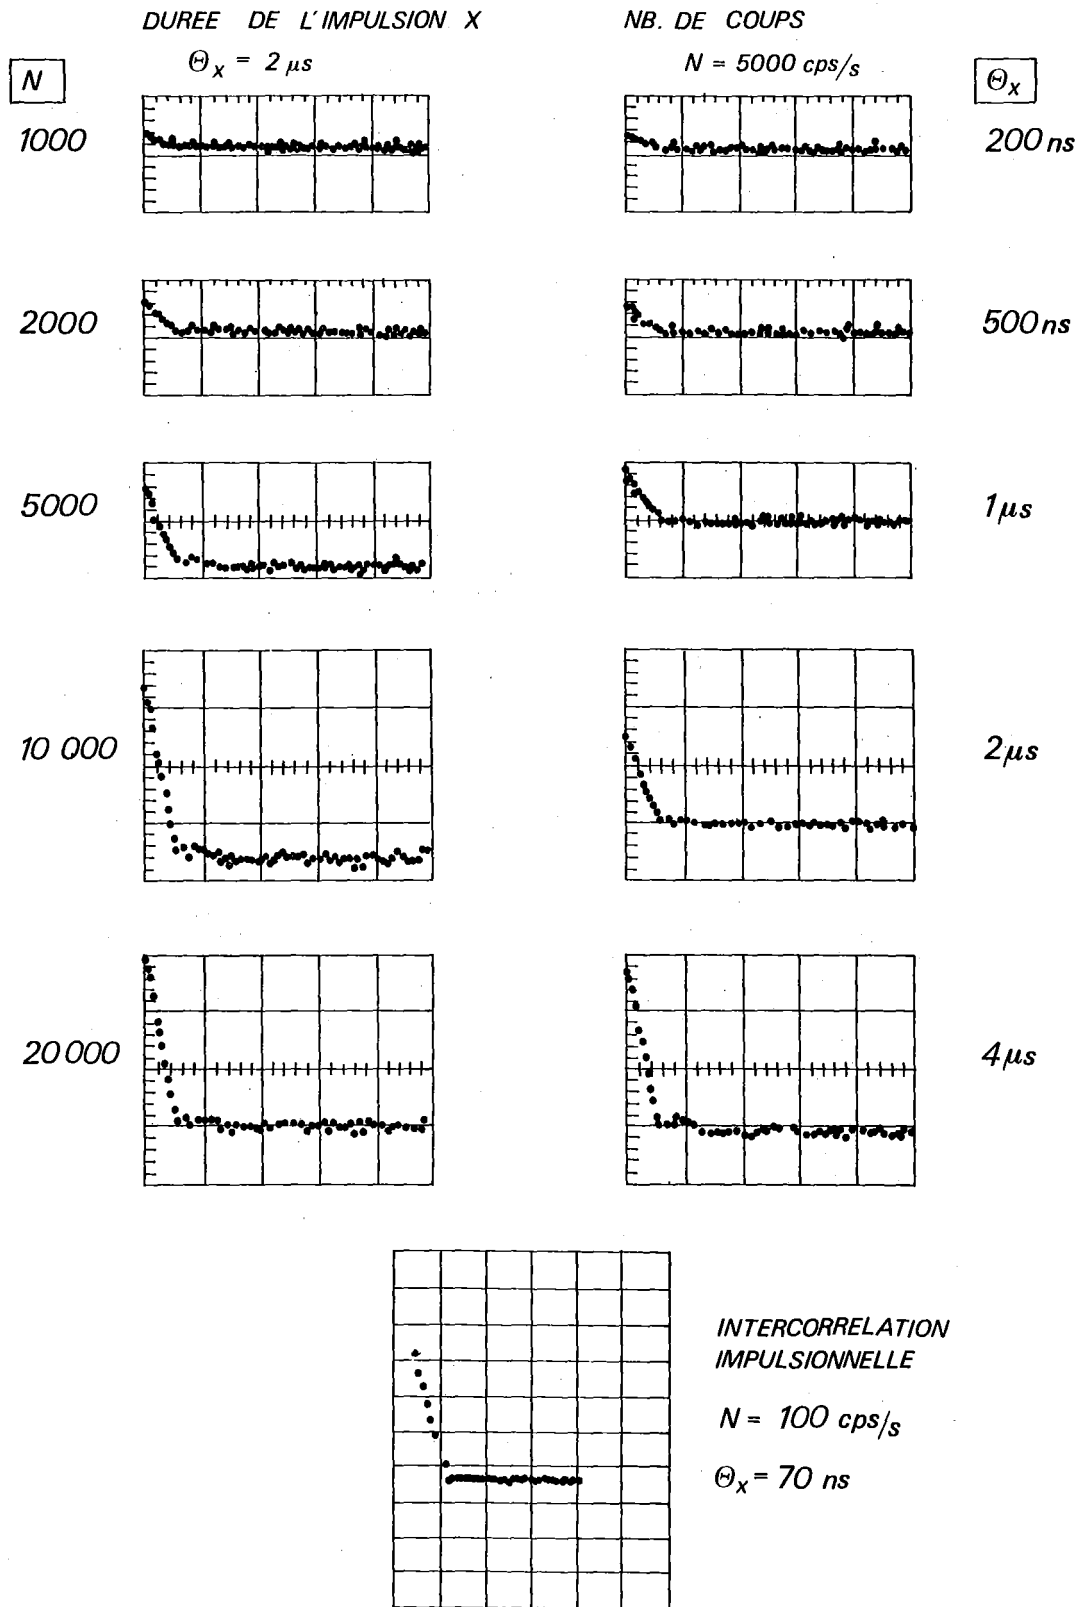 DUREE DE L'IMPULSION X
Θx = 2 μs
NB. DE COUPS
N = 5000 cps/s
N
Θx
1000
200 ns
2000
500 ns
5000
1 μs
10 000
2 μs
20 000
4 μs
INTERCORRELATION
IMPULSIONNELLE
N = 100 cps/s
Θx = 70 ns